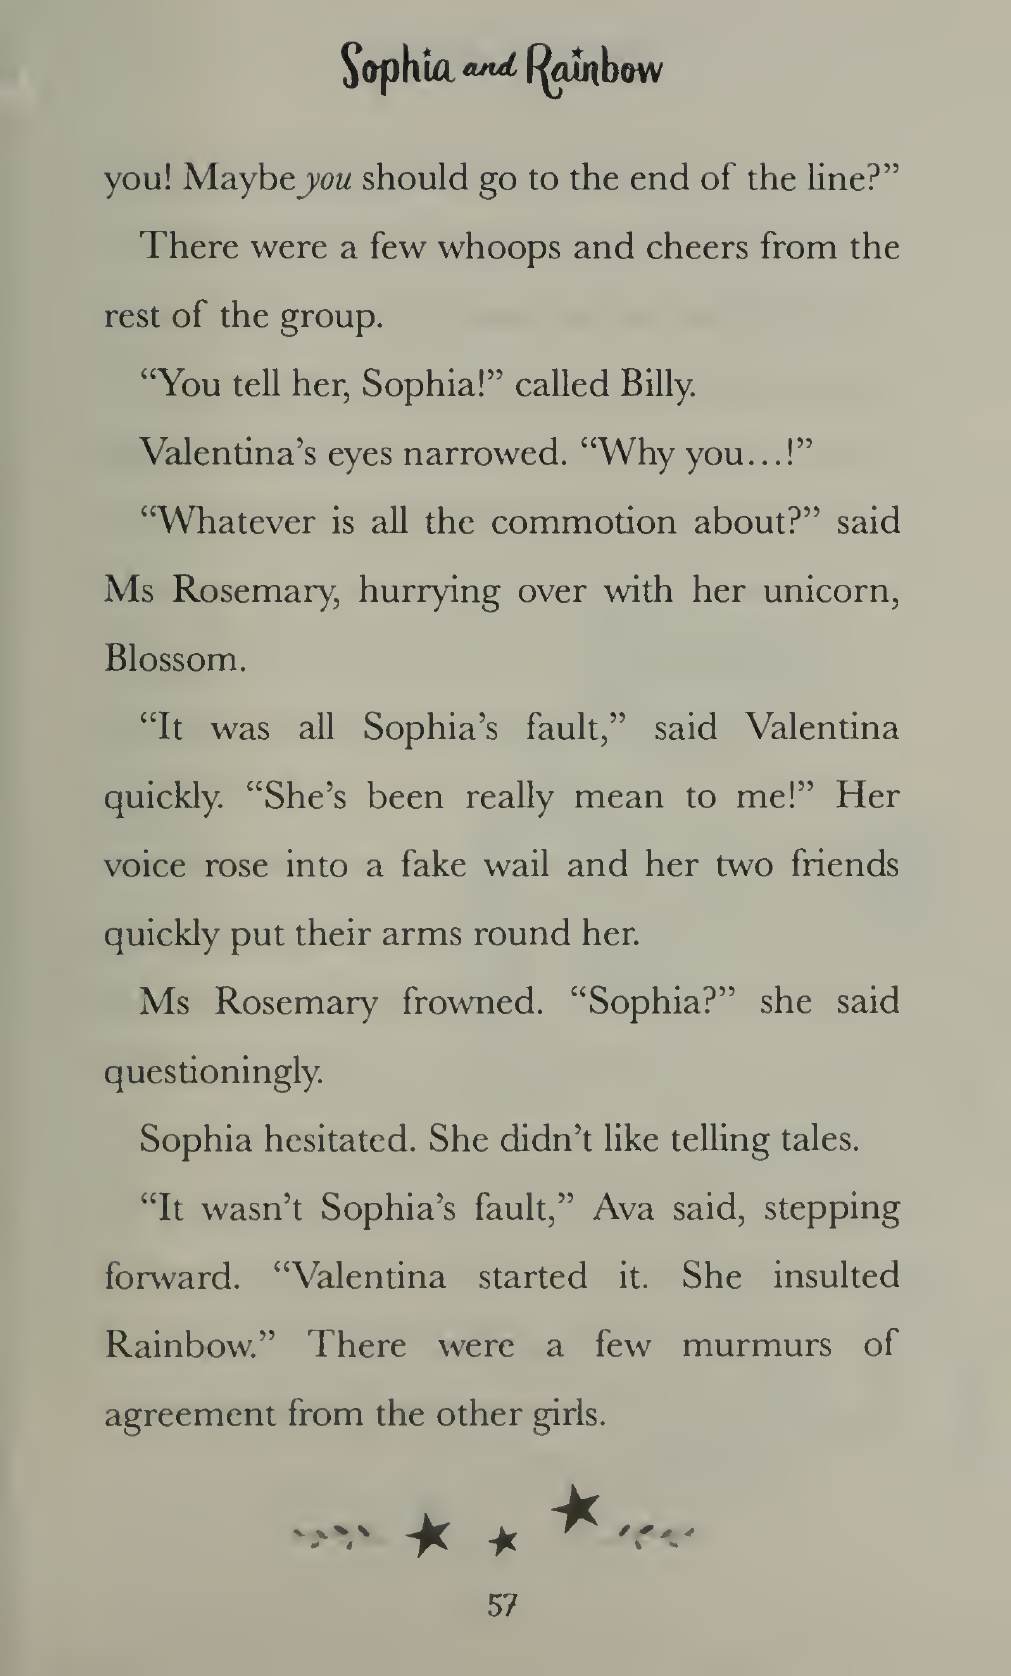 Sophia and Rainbow
you! Maybe you should go to the end of the line?”
There were a few whoops and cheers from the
rest of the group.
“You tell her, Sophia!” called Billy.
Valentina’s eyes narrowed. “Why you...!”
“Whatever is all the commotion about?” said
Ms Rosemary, hurrying over with her unicorn,
Blossom.
“It was all Sophia’s fault,” said Valentina
quickly. “She’s been really mean to me!” Her
voice rose into a fake wail and her two friends
quickly put their arms round her.
Ms Rosemary frowned. “Sophia?” she said
questioningly.
Sophia hesitated. She didn’t like telling tales.
“It wasn’t Sophia’s fault,” Ava said, stepping
forward. “Valentina started it. She insulted
Rainbow.” There were a few murmurs of
agreement from the other girls.
57